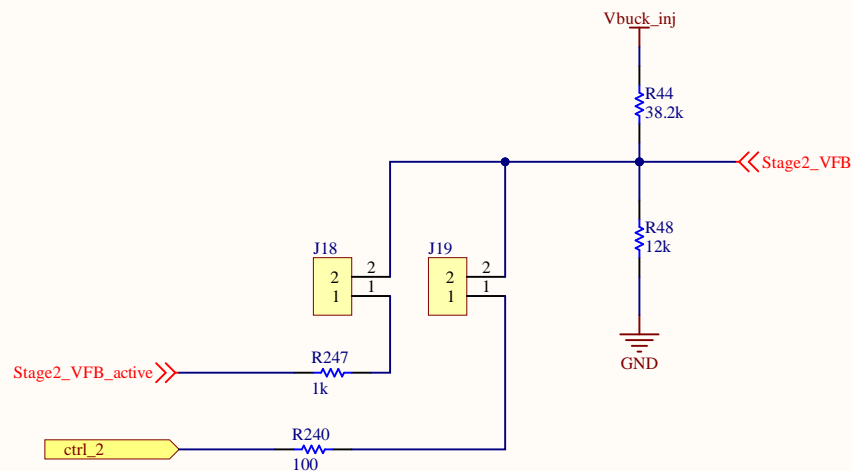 Vbuck_inj
R44
38.2k
Stage2_VFB
R48
12k
GND
J18
2
1
2
1
J19
2
1
2
1
Stage2_VFB_active
R247
1k
ctrl_2
R240
100